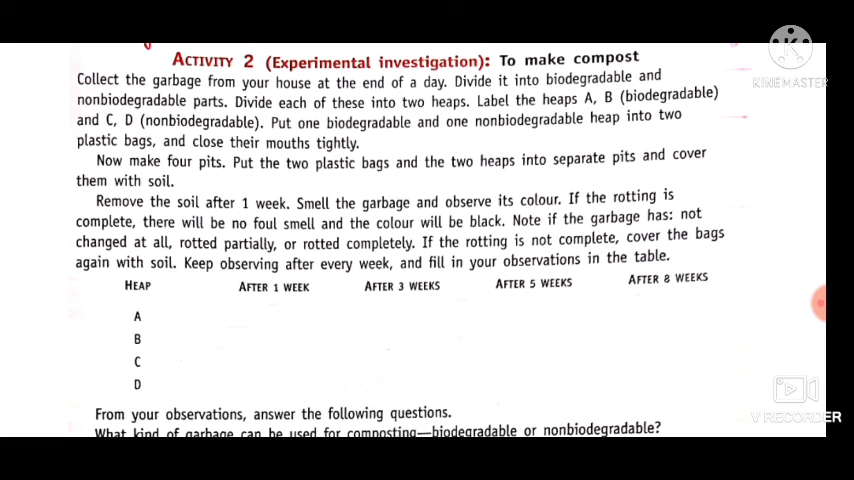 ACTIVITY 2 (Experimental investigation): To make compost
Collect the garbage from your house at the end of a day. Divide it into biodegradable and
nonbiodegradable parts. Divide each of these into two heaps. Label the heaps A, B (biodegradable)
and C, D (nonbiodegradable). Put one biodegradable and one nonbiodegradable heap into two
plastic bags, and close their mouths tightly.
Now make four pits. Put the two plastic bags and the two heaps into separate pits and cover
them with soil.
Remove the soil after 1 week. Smell the garbage and observe its colour. If the rotting is
complete, there will be no foul smell and the colour will be black. Note if the garbage has: not
changed at all, rotted partially, or rotted completely. If the rotting is not complete, cover the bags
again with soil. Keep observing after every week, and fill in your observations in the table.
HEAP AFTER 1 WEEK AFTER 3 WEEKS AFTER 5 WEEKS AFTER 8 WEEKS
A
B
C
D
From your observations, answer the following questions.
What kind of garbage can be used for composting—biodegradable or nonbiodegradable?
K
KINEMASTER
V RECORDER